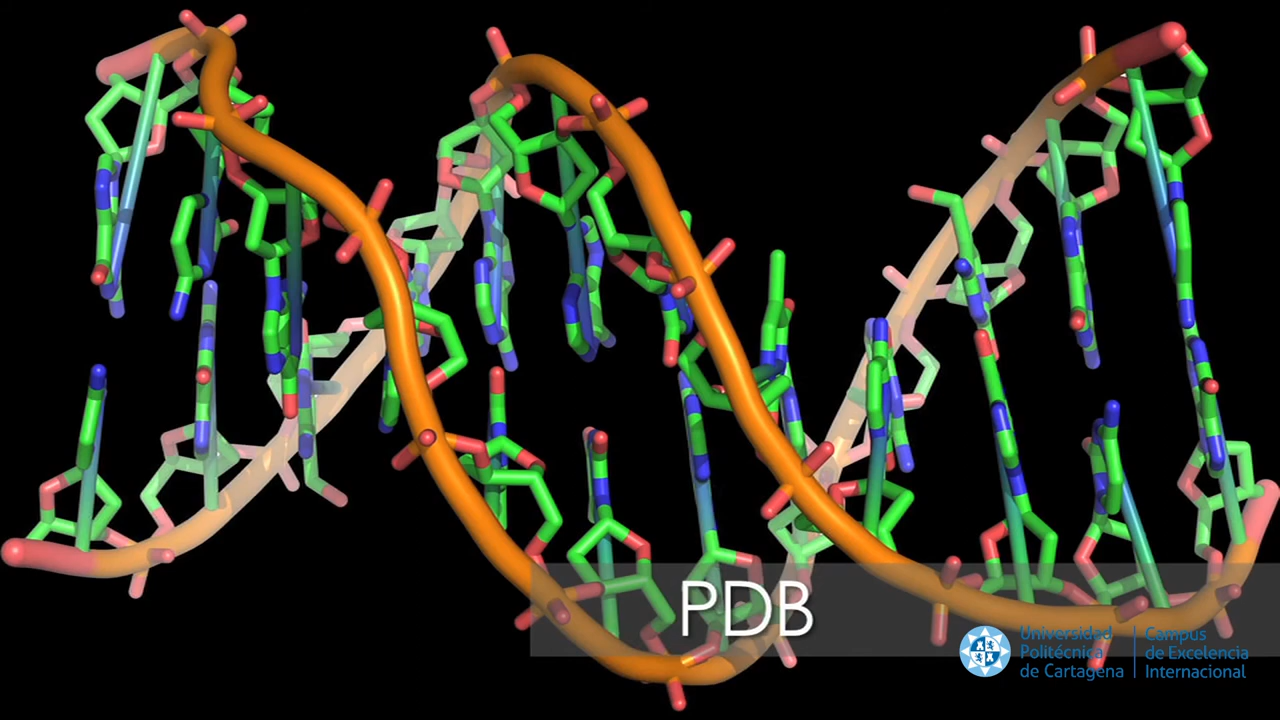 PDB
Universidad
Politécnica
de Cartagena
Campus
de Excelencia
Internacional